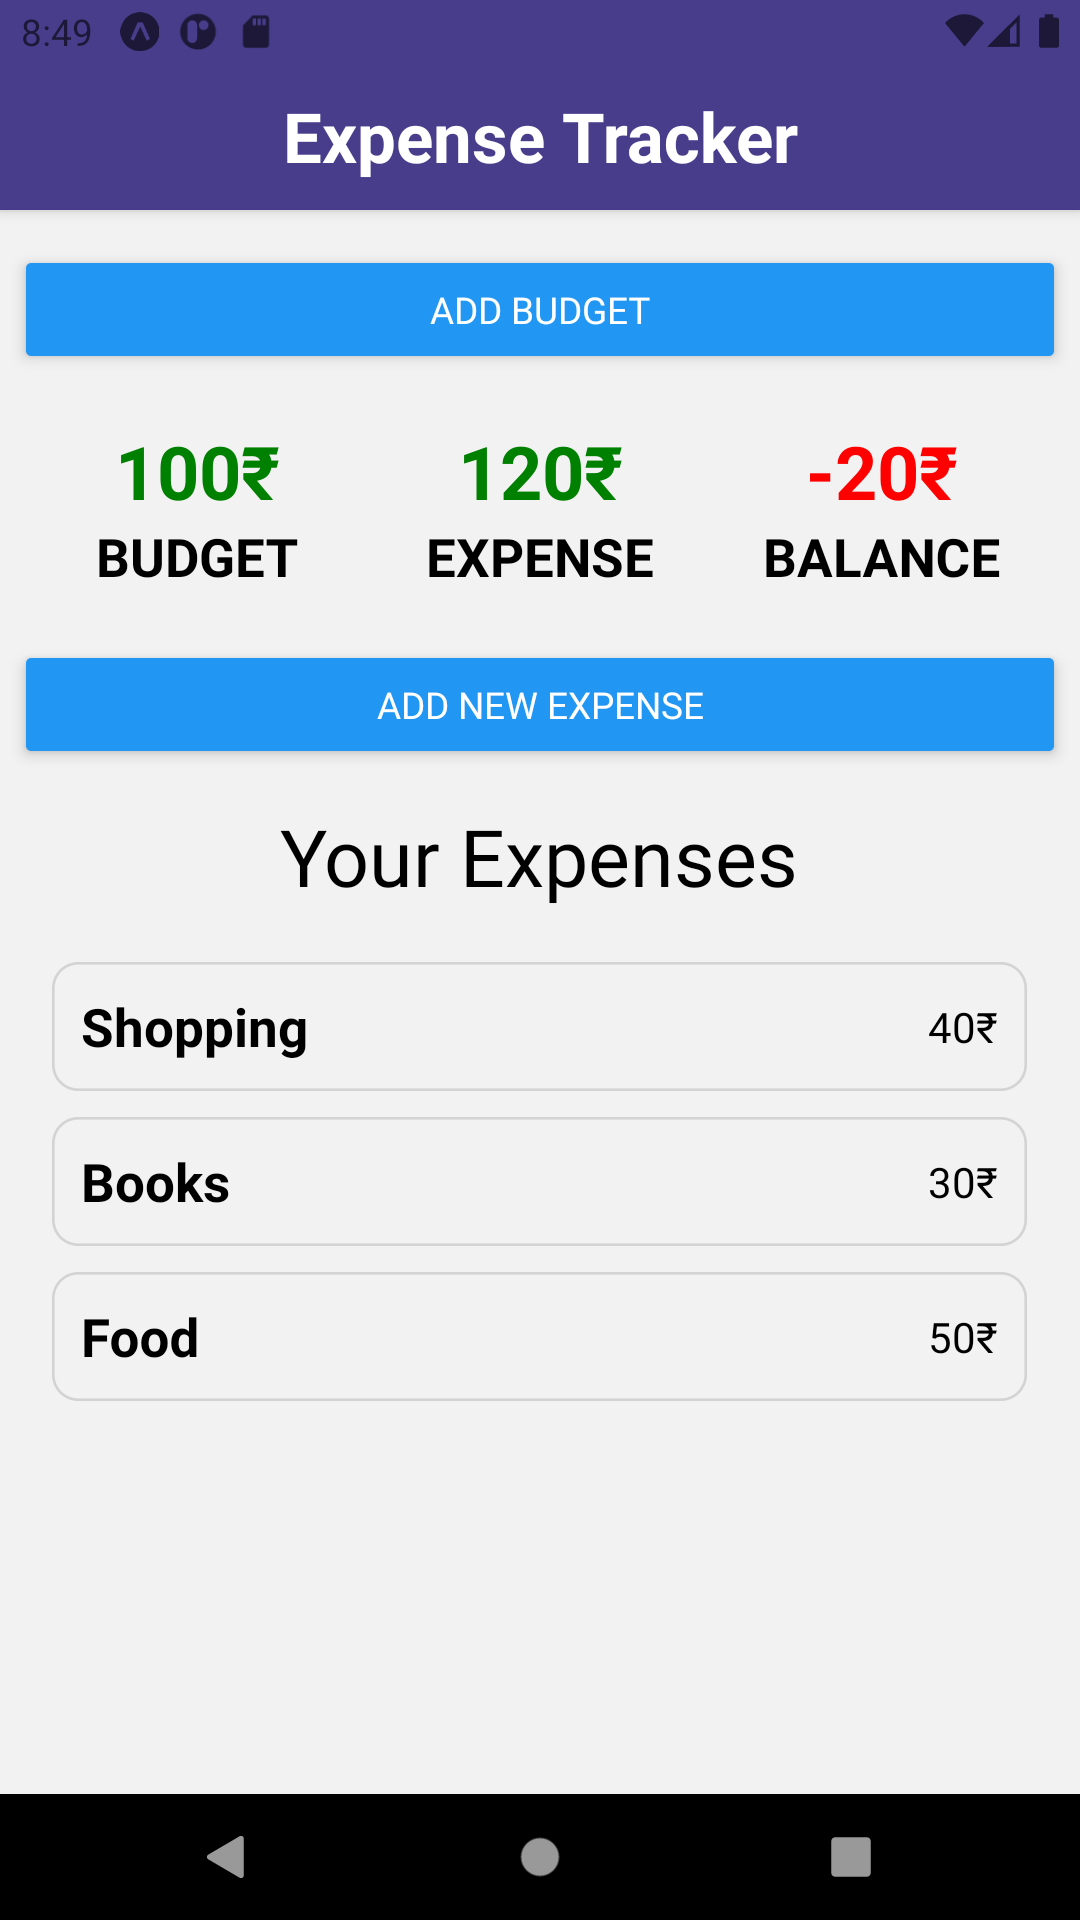 8:49
Expense Tracker
ADD BUDGET
100₹ 120₹ -20₹
BUDGET EXPENSE BALANCE
ADD NEW EXPENSE
Your Expenses
Shopping 40₹
Books 30₹
Food 50₹